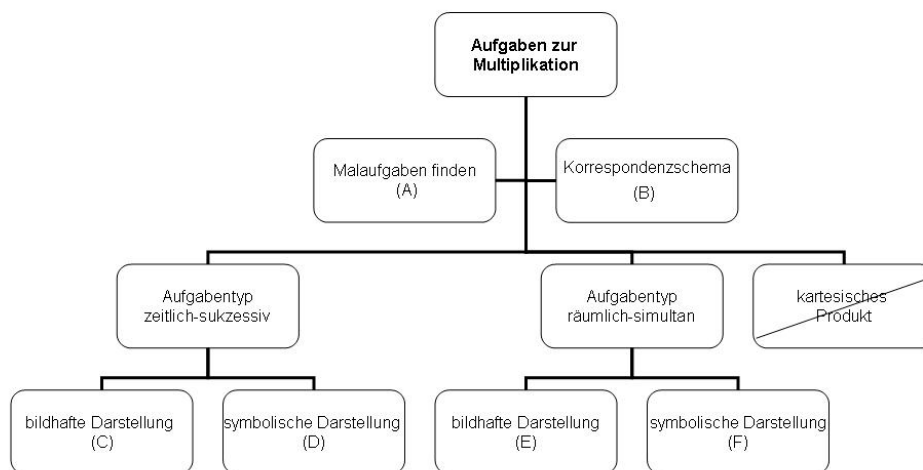 Aufgaben zur
Multiplikation
Malaufgaben finden
(A)
Korrespondenzschema
(B)
Aufgabentyp
zeitlich-sukzessiv
Aufgabentyp
räumlich-simultan
kartesisches
Produkt
bildhafte Darstellung
(C)
symbolische Darstellung
(D)
bildhafte Darstellung
(E)
symbolische Darstellung
(F)